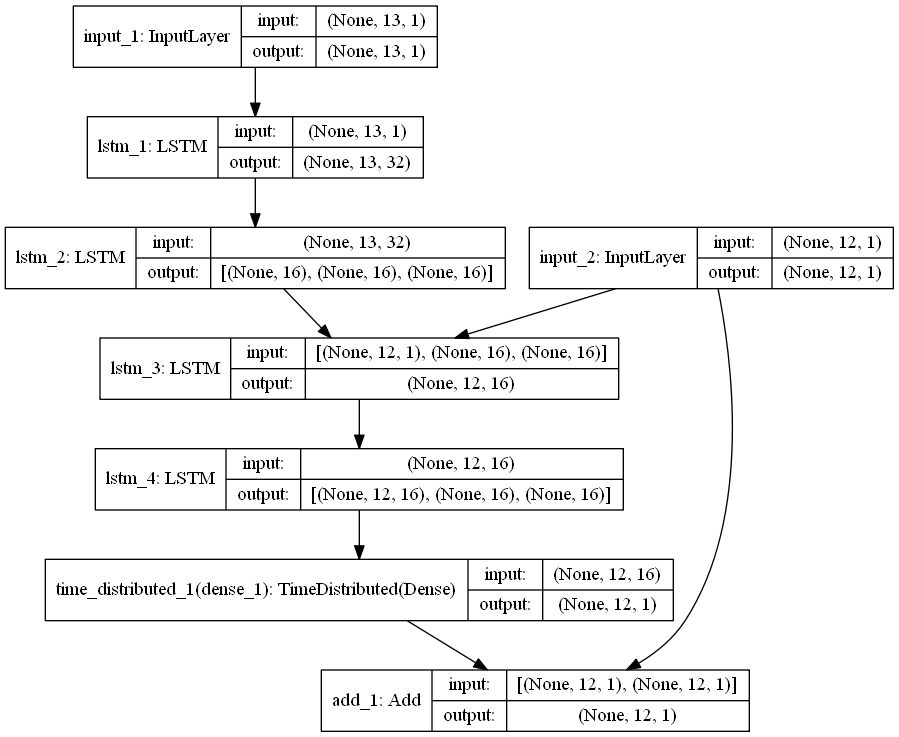 input_1: InputLayer
input: (None, 13, 1)
output: (None, 13, 1)
lstm_1: LSTM
input: (None, 13, 1)
output: (None, 13, 32)
lstm_2: LSTM
input: (None, 13, 32)
output: [(None, 16), (None, 16), (None, 16)]
input_2: InputLayer
input: (None, 12, 1)
output: (None, 12, 1)
lstm_3: LSTM
input: [(None, 12, 1), (None, 16), (None, 16)]
output: (None, 12, 16)
lstm_4: LSTM
input: (None, 12, 16)
output: [(None, 12, 16), (None, 16), (None, 16)]
time_distributed_1(dense_1): TimeDistributed(Dense)
input: (None, 12, 16)
output: (None, 12, 1)
add_1: Add
input: [(None, 12, 1), (None, 12, 1)]
output: (None, 12, 1)